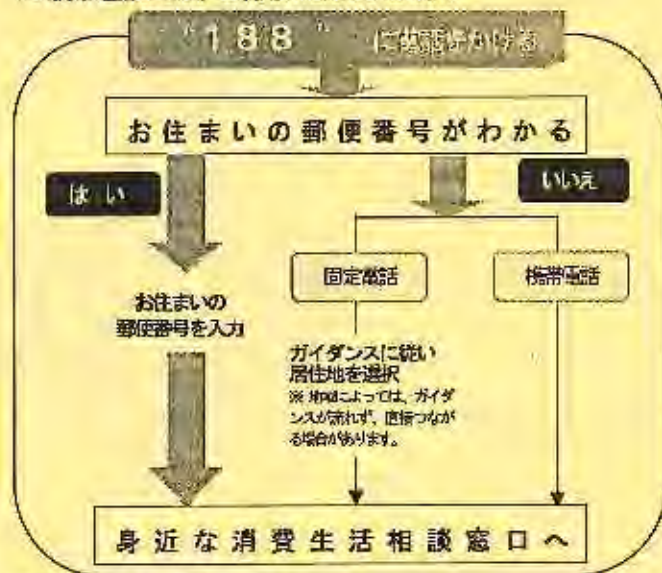 "188" に電話をかける
お住まいの郵便番号がわかる
はい
いいえ
お住まいの
郵便番号を入力
固定電話
携帯電話
ガイダンスに従い
居住地を選択
※ 地域によっては、ガイダ
ンスが流れず、直接つなが
る場合があります。
身近な消費生活相談窓口へ